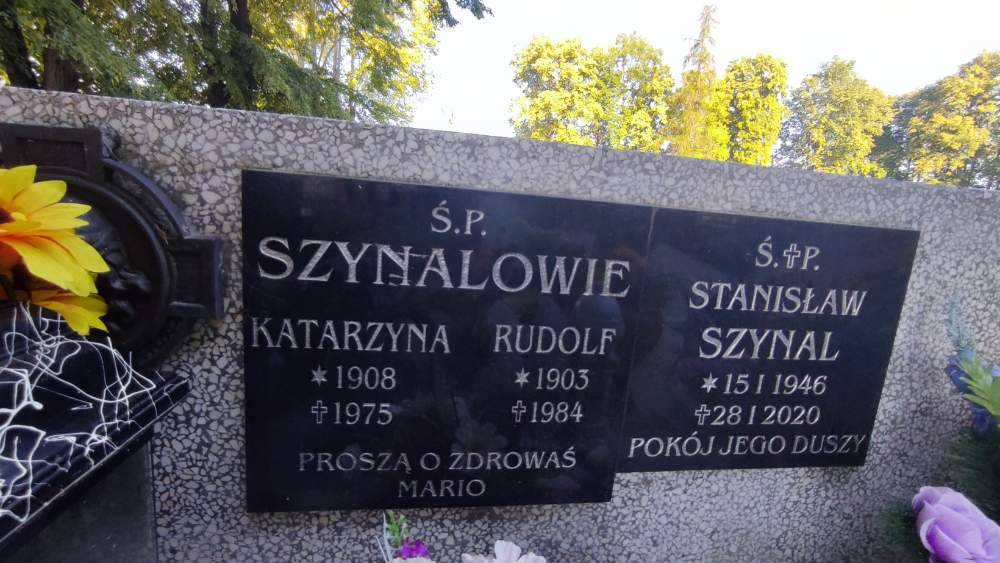 Ś.P.
SZYNALOWIE
KATARZYNA
* 1908
✝ 1975
RUDOLF
* 1903
✝ 1984
PROSZĄ O ZDROWAŚ
MARIO
Ś.✝P.
STANISŁAW
SZYNAL
* 15 I 1946
✝ 28 I 2020
POKÓJ JEGO DUSZY